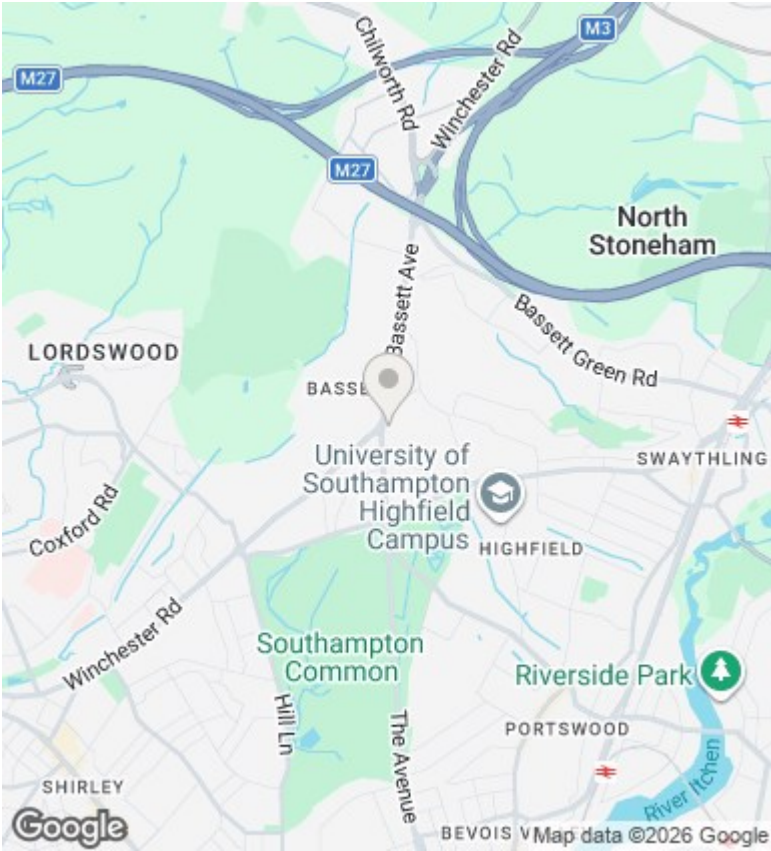 M3
Chilworth Rd
Winchester Rd
M27
M27
North
Stoneham
Bassett Ave
Bassett Green Rd
LORDSWOOD
BASSE
University of
Southampton
Highfield
Campus
SWAYTHLING
HIGHFIELD
Coxford Rd
Winchester Rd
Southampton
Common
Riverside Park
Hill Ln
The Avenue
PORTSWOOD
SHIRLEY
River Itchen
Google
BEVOIS V
Map data ©2026 Google